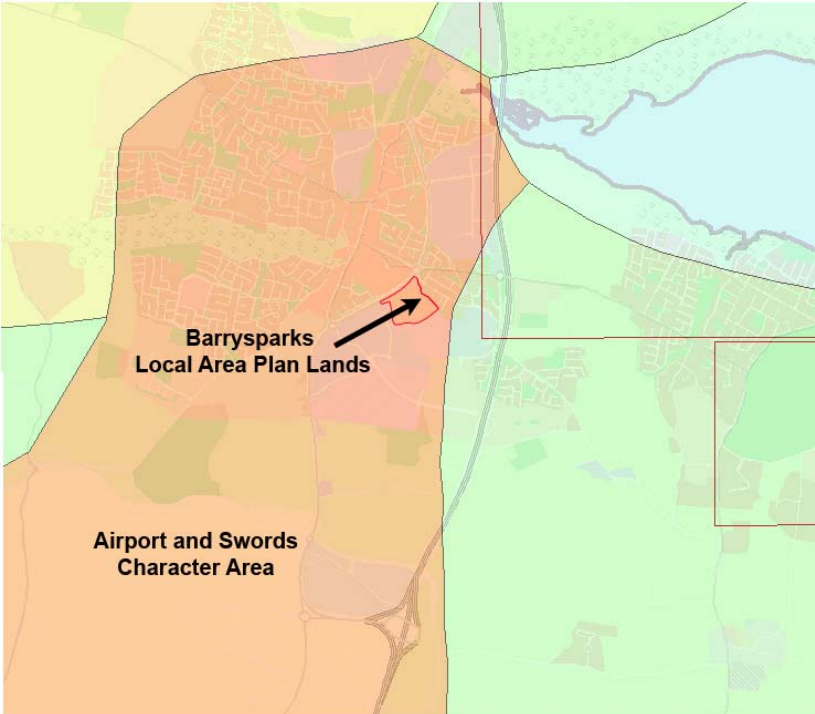 Barrysparks
Local Area Plan Lands
Airport and Swords
Character Area